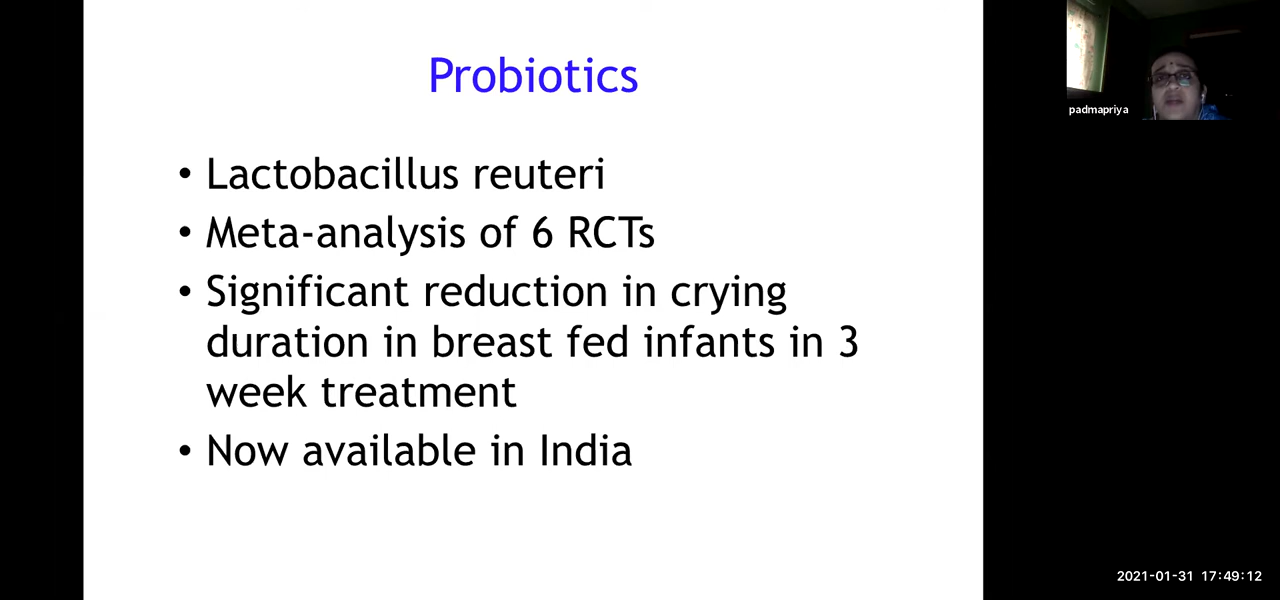 Probiotics
• Lactobacillus reuteri
• Meta-analysis of 6 RCTs
• Significant reduction in crying
duration in breast fed infants in 3
week treatment
• Now available in India
padmapriya
2021-01-31 17:49:12